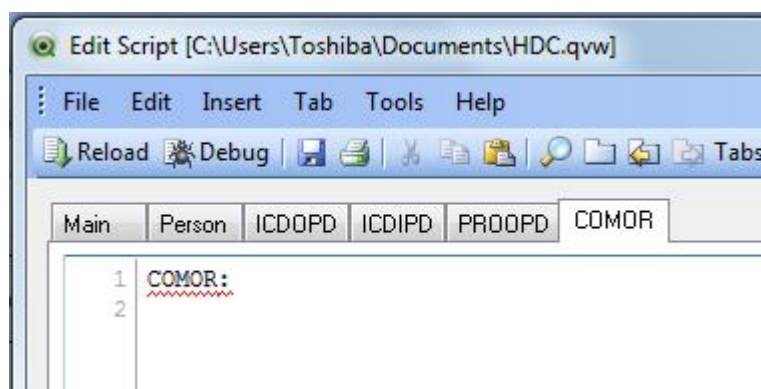 Edit Script [C:\Users\Toshiba\Documents\HDC.qvw]
File Edit Insert Tab Tools Help
Reload Debug Tabs
Main Person ICDOPD ICDIPD PROOPD COMOR
1 COMOR:
2